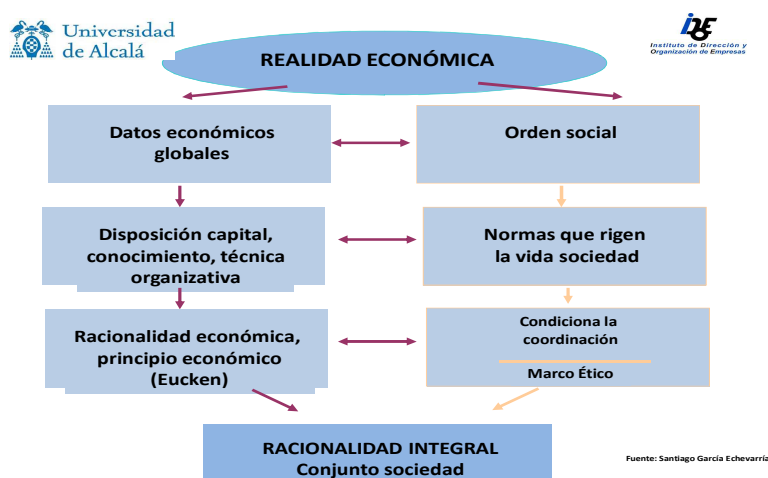 Universidad
de Alcalá
Instituto de Dirección y
Organización de Empresas
REALIDAD ECONÓMICA
Datos económicos
globales
Orden social
Disposición capital,
conocimiento, técnica
organizativa
Normas que rigen
la vida sociedad
Racionalidad económica,
principio económico
(Eucken)
Condiciona la
coordinación
Marco Ético
RACIONALIDAD INTEGRAL
Conjunto sociedad
Fuente: Santiago García Echevarría